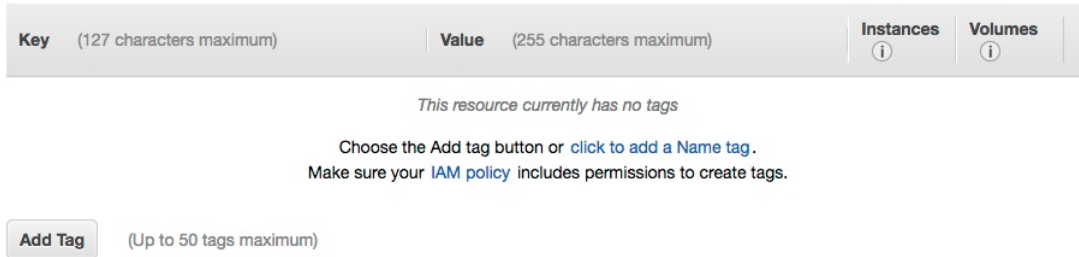 Key (127 characters maximum) Value (255 characters maximum) Instances Volumes
This resource currently has no tags
Choose the Add tag button or click to add a Name tag.
Make sure your IAM policy includes permissions to create tags.
Add Tag (Up to 50 tags maximum)